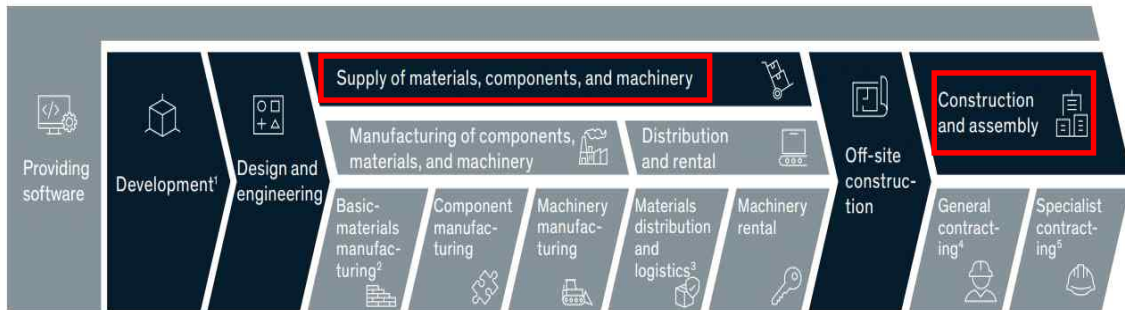 Providing
software
Development¹
Design and
engineering
Supply of materials, components, and machinery
Manufacturing of components,
materials, and machinery
Distribution
and rental
Basic-
materials
manufac-
turing²
Component
manufac-
turing
Machinery
manufac-
turing
Materials
distribution
and
logistics³
Machinery
rental
Off-site
construc-
tion
Construction
and assembly
General
contract-
ing⁴
Specialist
contract-
ing⁵